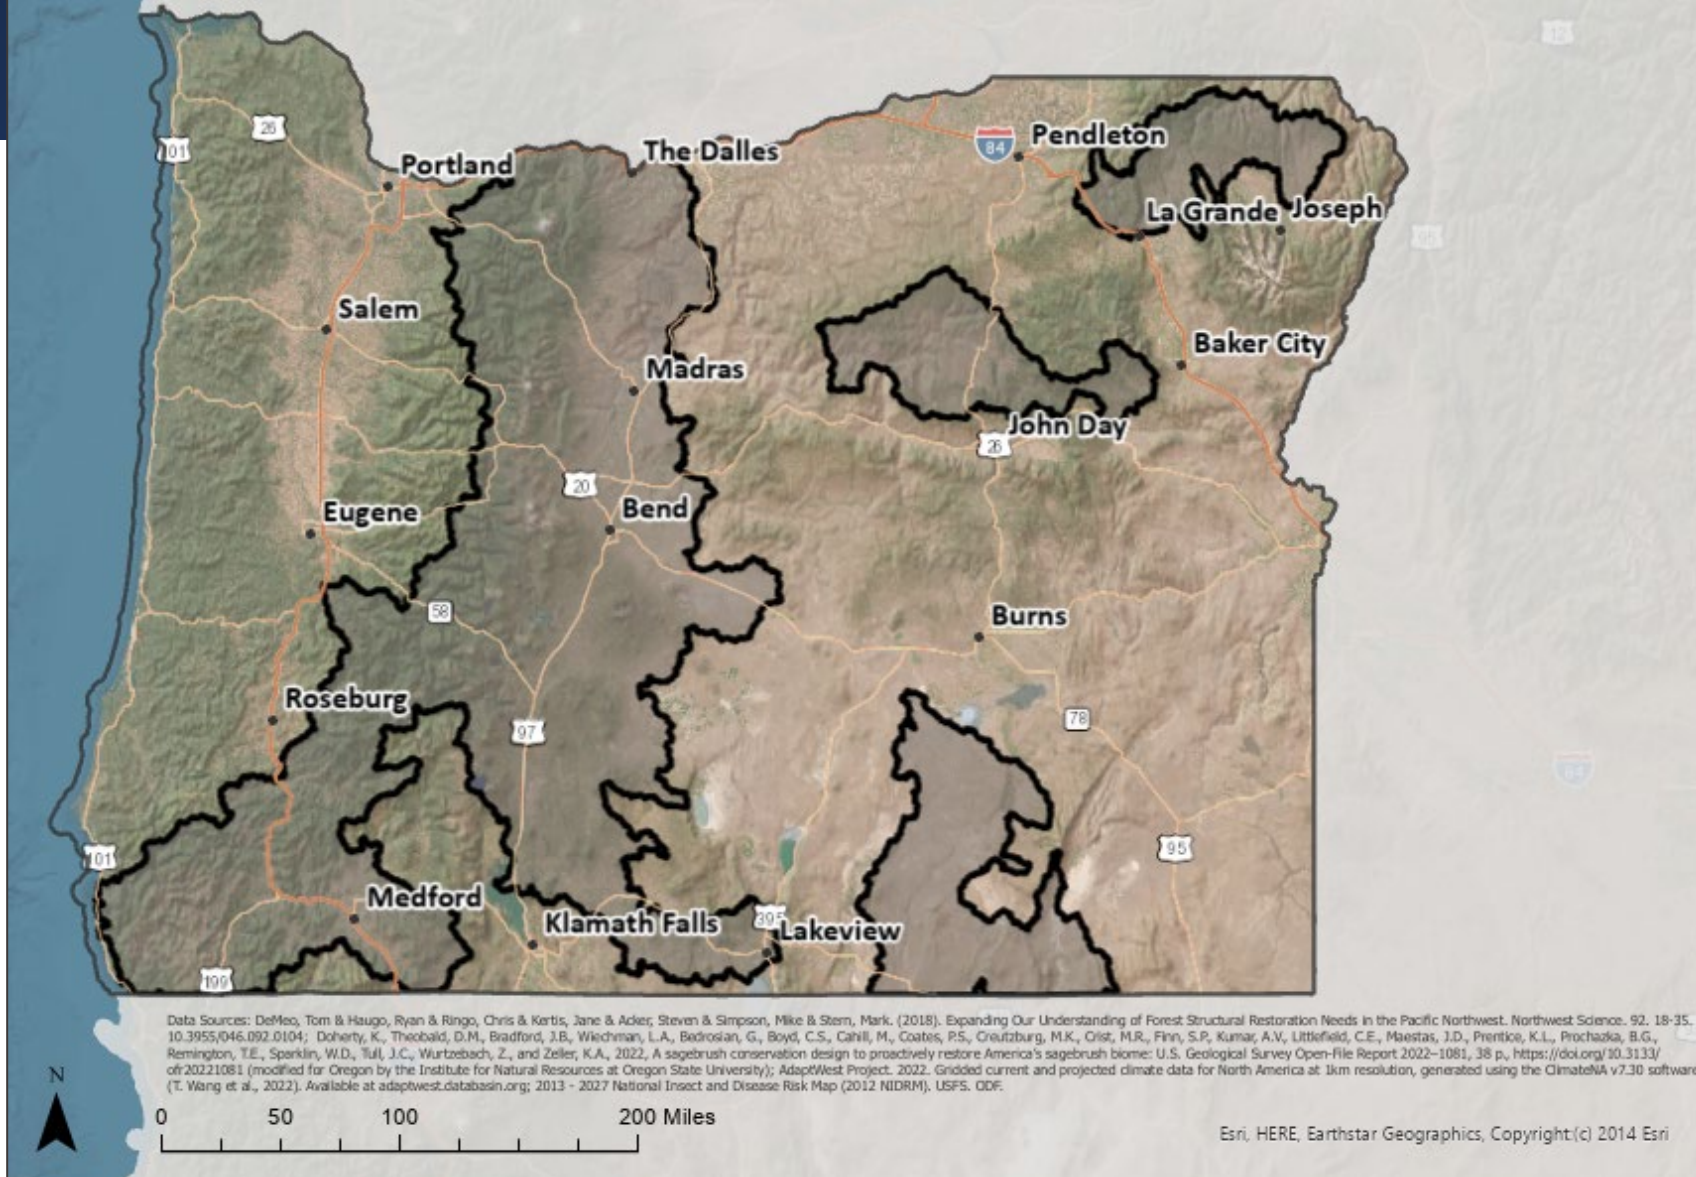 12
26
101
Portland
The Dalles
84
Pendleton
La Grande
Joseph
95
Salem
Madras
Baker City
John Day
26
20
Eugene
Bend
58
Burns
Roseburg
97
78
84
101
95
Medford
Klamath Falls
395
Lakeview
199
Data Sources: DeMeo, Tom & Haugo, Ryan & Ringo, Chris & Kertis, Jane & Acker, Steven & Simpson, Mike & Stern, Mark. (2018). Expanding Our Understanding of Forest Structural Restoration Needs in the Pacific Northwest. Northwest Science. 92. 18-35.
10.3955/046.092.0104; Doherty, K., Theobald, D.M., Bradford, J.B., Wiechman, L.A., Bedrosian, G., Boyd, C.S., Cahill, M., Coates, P.S., Creutzburg, M.K., Crist, M.R., Finn, S.P., Kumar, A.V., Littlefield, C.E., Maestas, J.D., Prentice, K.L., Prochazka, B.G.,
Remington, T.E., Sparklin, W.D., Tull, J.C., Wurtzebach, Z., and Zeller, K.A., 2022, A sagebrush conservation design to proactively restore America's sagebrush biome: U.S. Geological Survey Open-File Report 2022–1081, 38 p., https://doi.org/10.3133/
ofr20221081 (modified for Oregon by the Institute for Natural Resources at Oregon State University); AdaptWest Project. 2022. Gridded current and projected climate data for North America at 1km resolution, generated using the ClimateNA v7.30 software
(T. Wang et al., 2022). Available at adaptwest.databasin.org; 2013 - 2027 National Insect and Disease Risk Map (2012 NIDRM). USFS. ODF.
N
0 50 100 200 Miles
Esri, HERE, Earthstar Geographics, Copyright:(c) 2014 Esri